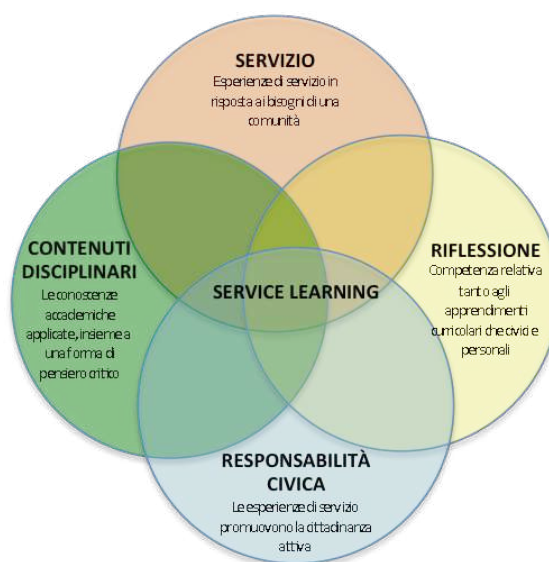 SERVIZIO
Esperienze di servizio in
risposta ai bisogni di una
comunità
CONTENUTI
DISCIPLINARI
Le conoscenze
accademiche
applicate, insieme a
una forma di
pensiero critico
RIFLESSIONE
Competenza relativa
tanto agli
apprendimenti
curricolari che civici e
personali
SERVICE LEARNING
RESPONSABILITÀ
CIVICA
Le esperienze di servizio
promuovono la cittadinanza
attiva